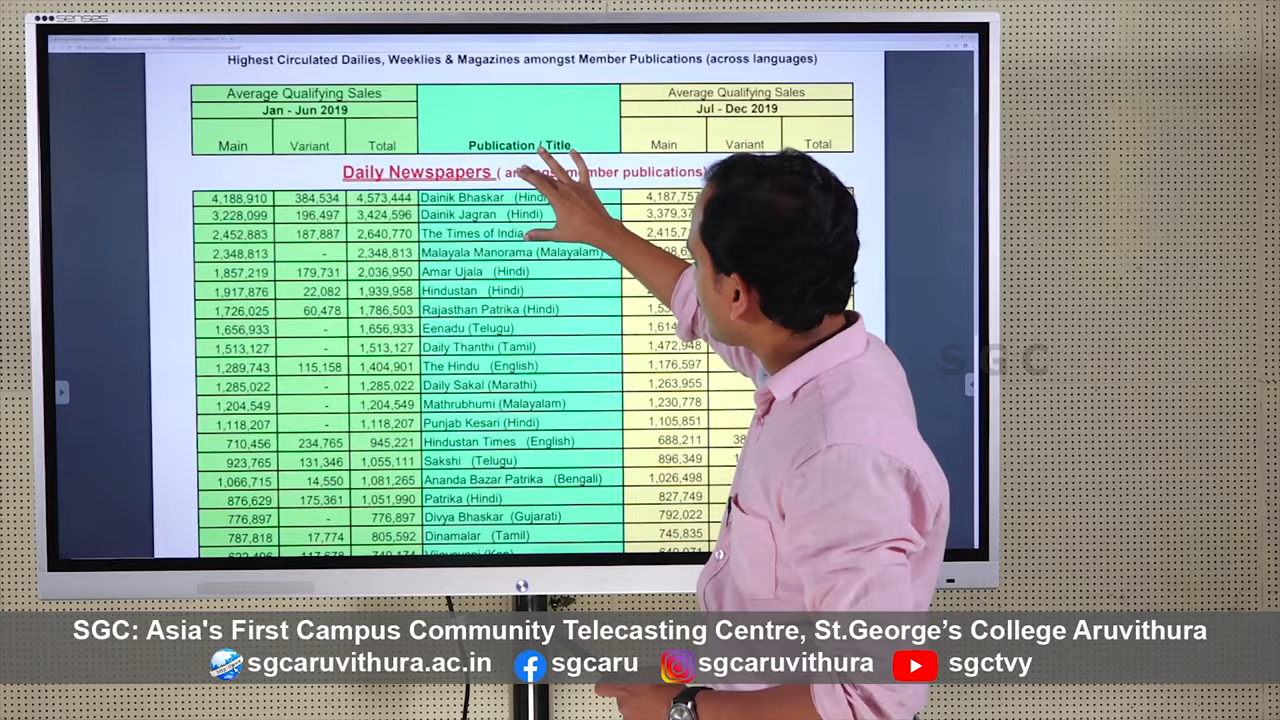 senses
Highest Circulated Dailies, Weeklies & Magazines amongst Member Publications (across languages)
Average Qualifying Sales Average Qualifying Sales
Jan - Jun 2019 Jul - Dec 2019
Main Variant Total Publication / Title Main Variant Total
Daily Newspapers ( member publications)
4,188,910 384,534 4,573,444 Dainik Bhaskar (Hindi 4,187,757
3,228,099 196,497 3,424,596 Dainik Jagran (Hindi) 3,379,37
2,452,883 187,887 2,640,770 The Times of India 2,415,7
2,348,813 - 2,348,813 Malayala Manorama (Malayalam)
1,857,219 179,731 2,036,950 Amar Ujala (Hindi)
1,917,876 22,082 1,939,958 Hindustan (Hindi)
1,726,025 60,478 1,786,503 Rajasthan Patrika (Hindi)
1,656,933 - 1,656,933 Eenadu (Telugu) 1,614
1,513,127 - 1,513,127 Daily Thanthi (Tamil) 1,472,948
1,289,743 115,158 1,404,901 The Hindu (English) 1,176,597
1,285,022 - 1,285,022 Daily Sakal (Marathi) 1,263,955
1,204,549 - 1,204,549 Mathrubhumi (Malayalam) 1,230,778
1,118,207 - 1,118,207 Punjab Kesari (Hindi) 1,105,851
710,456 234,765 945,221 Hindustan Times (English) 688,211 38
923,765 131,346 1,055,111 Sakshi (Telugu) 896,349
1,066,715 14,550 1,081,265 Ananda Bazar Patrika (Bengali) 1,026,498
876,629 175,361 1,051,990 Patrika (Hindi) 827,749
776,897 - 776,897 Divya Bhaskar (Gujarati) 792,022
787,818 17,774 805,592 Dinamalar (Tamil) 745,835
SGC
SGC: Asia's First Campus Community Telecasting Centre, St.George’s College Aruvithura
sgcaruvithura.ac.in sgcaru sgcaruvithura sgctvy